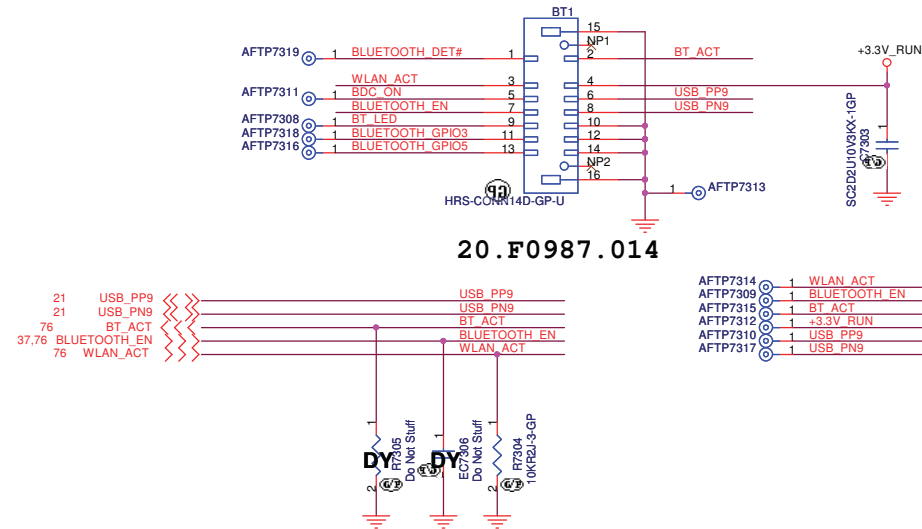 BT1
15
NP1
AFTP7319 1 BLUETOOTH_DET# 1
2 BT_ACT
+3.3V_RUN
WLAN_ACT 3
4
AFTP7311 1 BDC_ON 5
6 USB_PP9
BLUETOOTH_EN 7
8 USB_PN9
AFTP7308 1 BT_LED 9
10
AFTP7318 1 BLUETOOTH_GPIO3 11
12
AFTP7316 1 BLUETOOTH_GPIO5 13
14
NP2
16
1 AFTP7313
GP
HRS-CONN14D-GP-U
20.F0987.014
1
SC2D2U10V3KX-1GP
2
21 USB_PP9 USB_PP9
21 USB_PN9 USB_PN9
76 BT_ACT BT_ACT
37,76 BLUETOOTH_EN BLUETOOTH_EN
76 WLAN_ACT WLAN_ACT
AFTP7314 1 WLAN_ACT
AFTP7309 1 BLUETOOTH_EN
AFTP7315 1 BT_ACT
AFTP7312 1 +3.3V_RUN
AFTP7310 1 USB_PP9
AFTP7317 1 USB_PN9
1
R7305
Do Not Stuff
DY
2
G/P
1
EC7306
Do Not Stuff
DY
1
R7304
10KR2J-3-GP
2
G/P